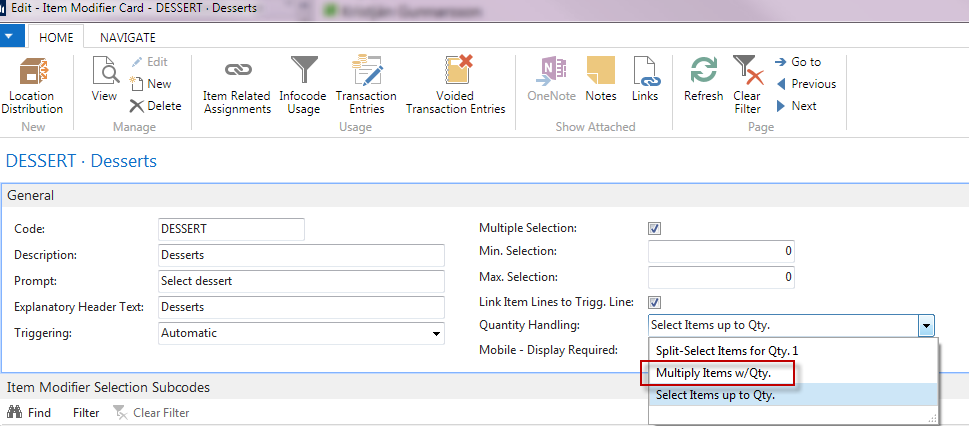 Edit - Item Modifier Card - DESSERT · Desserts
HOME
NAVIGATE
Location Distribution
New
View
Edit
New
Delete
Manage
Item Related Assignments
Infocode Usage
Transaction Entries
Voided Transaction Entries
Usage
OneNote
Notes
Links
Show Attached
Refresh
Clear Filter
Go to
Previous
Next
Page
DESSERT · Desserts
General
Code: DESSERT
Description: Desserts
Prompt: Select dessert
Explanatory Header Text: Desserts
Triggering: Automatic
Multiple Selection:
Min. Selection: 0
Max. Selection: 0
Link Item Lines to Trigg. Line:
Quantity Handling: Select Items up to Qty.
Mobile - Display Required:
Split-Select Items for Qty. 1
Multiply Items w/Qty.
Select Items up to Qty.
Item Modifier Selection Subcodes
Find Filter Clear Filter